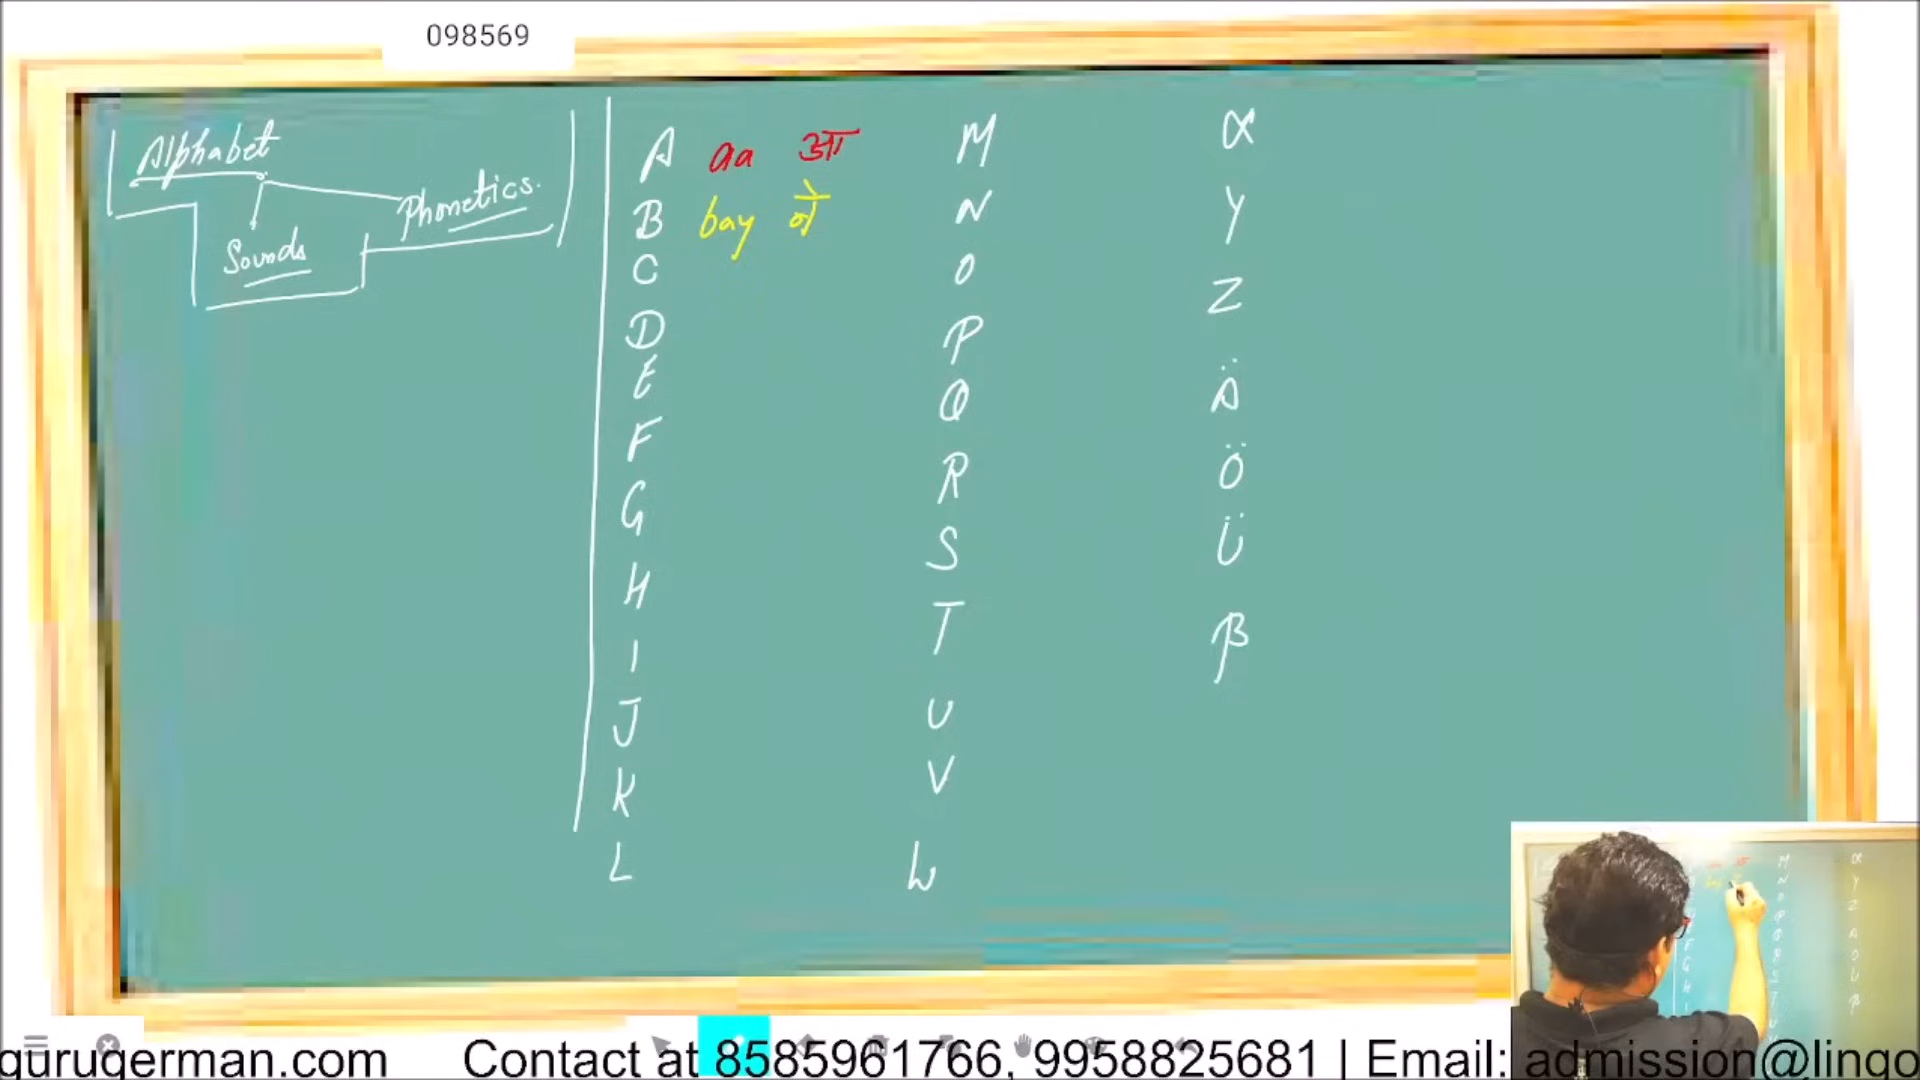 098569
Alphabet
Phonetics.
Sounds
A aa आ
B bay बे
C
D
E
F
G
H
I
J
K
L
M
N
O
P
Q
R
S
T
U
V
W
X
Y
Z
Ä
Ö
Ü
ß
gurugerman.com Contact at 8585961766, 9958825681 | Email: admission@lingo